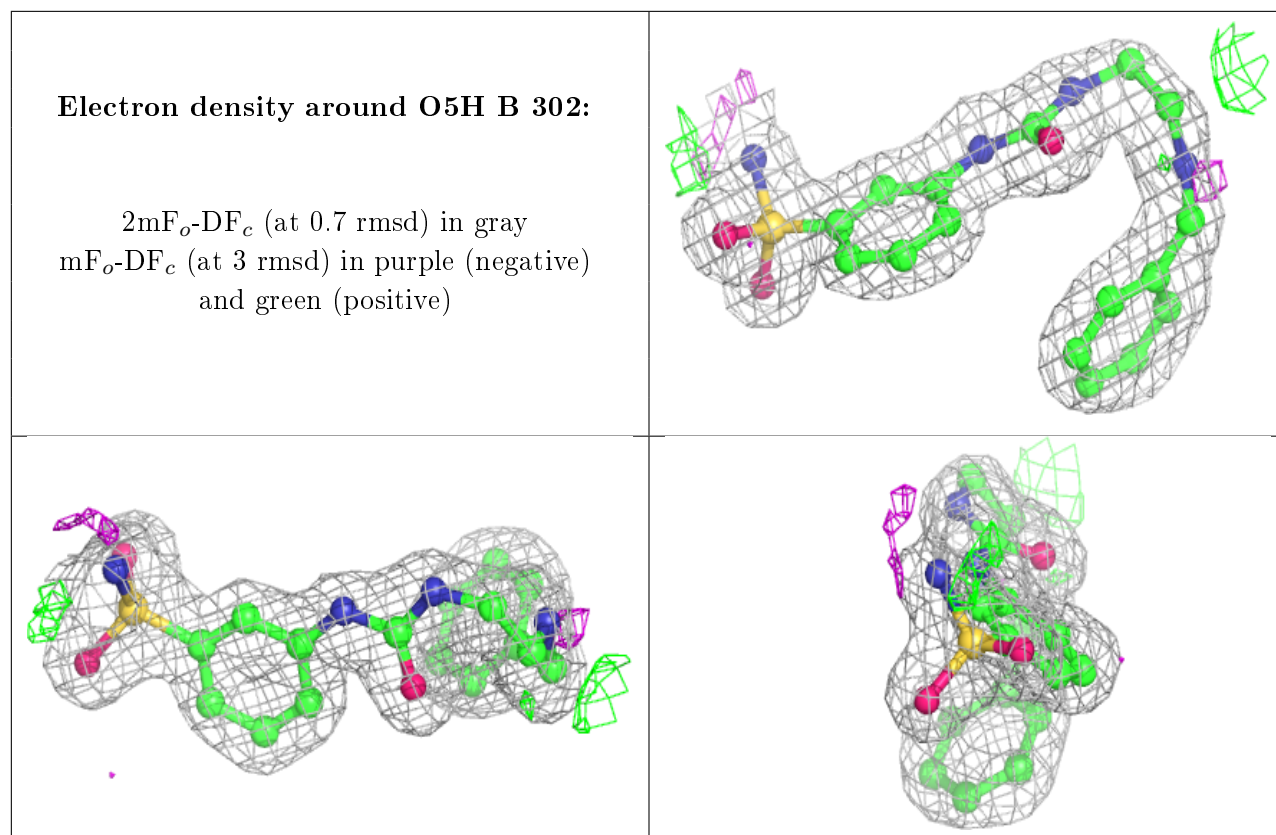 Electron density around O5H B 302:
2mFₒ-DF𝒸 (at 0.7 rmsd) in gray
mFₒ-DF𝒸 (at 3 rmsd) in purple (negative)
and green (positive)